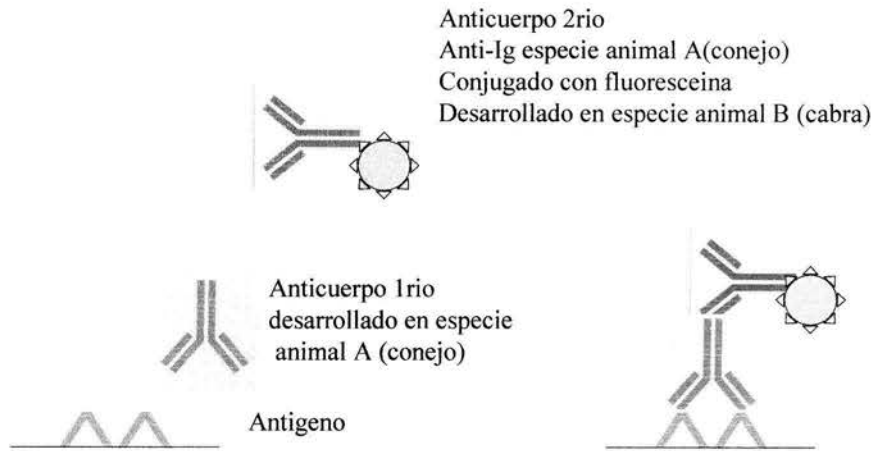 Anticuerpo 2rio
Anti-Ig especie animal A(conejo)
Conjugado con fluoresceina
Desarrollado en especie animal B (cabra)
Anticuerpo 1rio
desarrollado en especie
animal A (conejo)
Antigeno